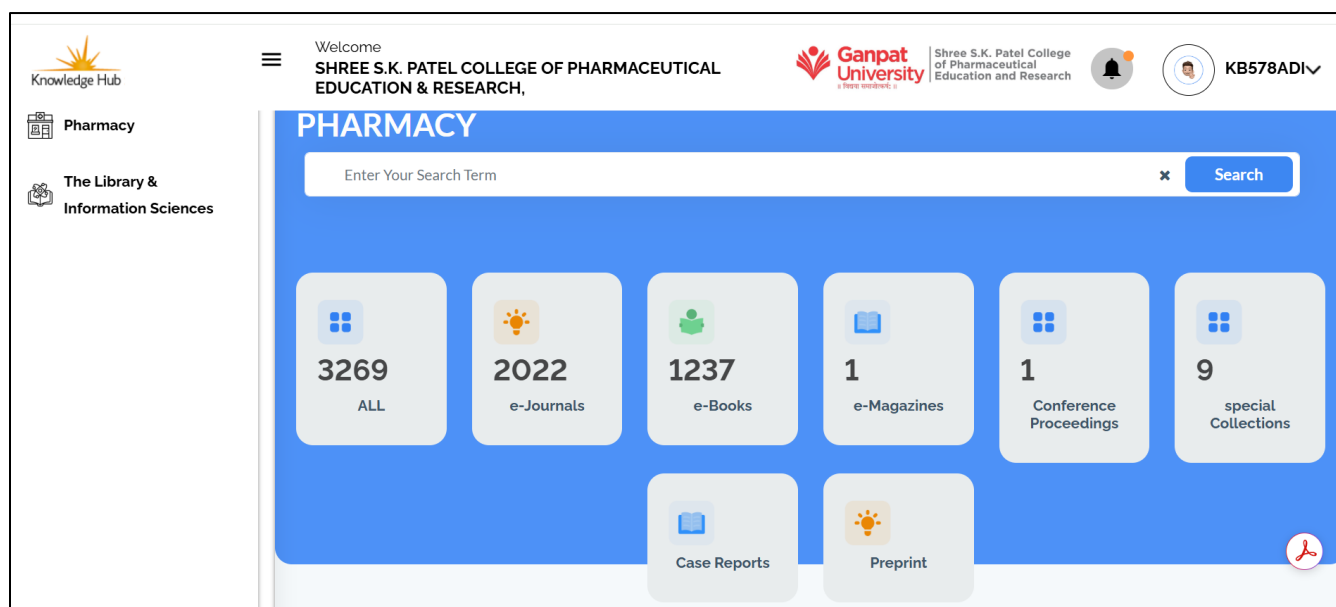 Knowledge Hub
Welcome
SHREE S.K. PATEL COLLEGE OF PHARMACEUTICAL
EDUCATION & RESEARCH,
Ganpat
University
Shree S.K. Patel College
of Pharmaceutical
Education and Research
KB578ADI
Pharmacy
The Library &
Information Sciences
PHARMACY
Enter Your Search Term
Search
3269
ALL
2022
e-Journals
1237
e-Books
1
e-Magazines
1
Conference
Proceedings
9
special
Collections
Case Reports
Preprint